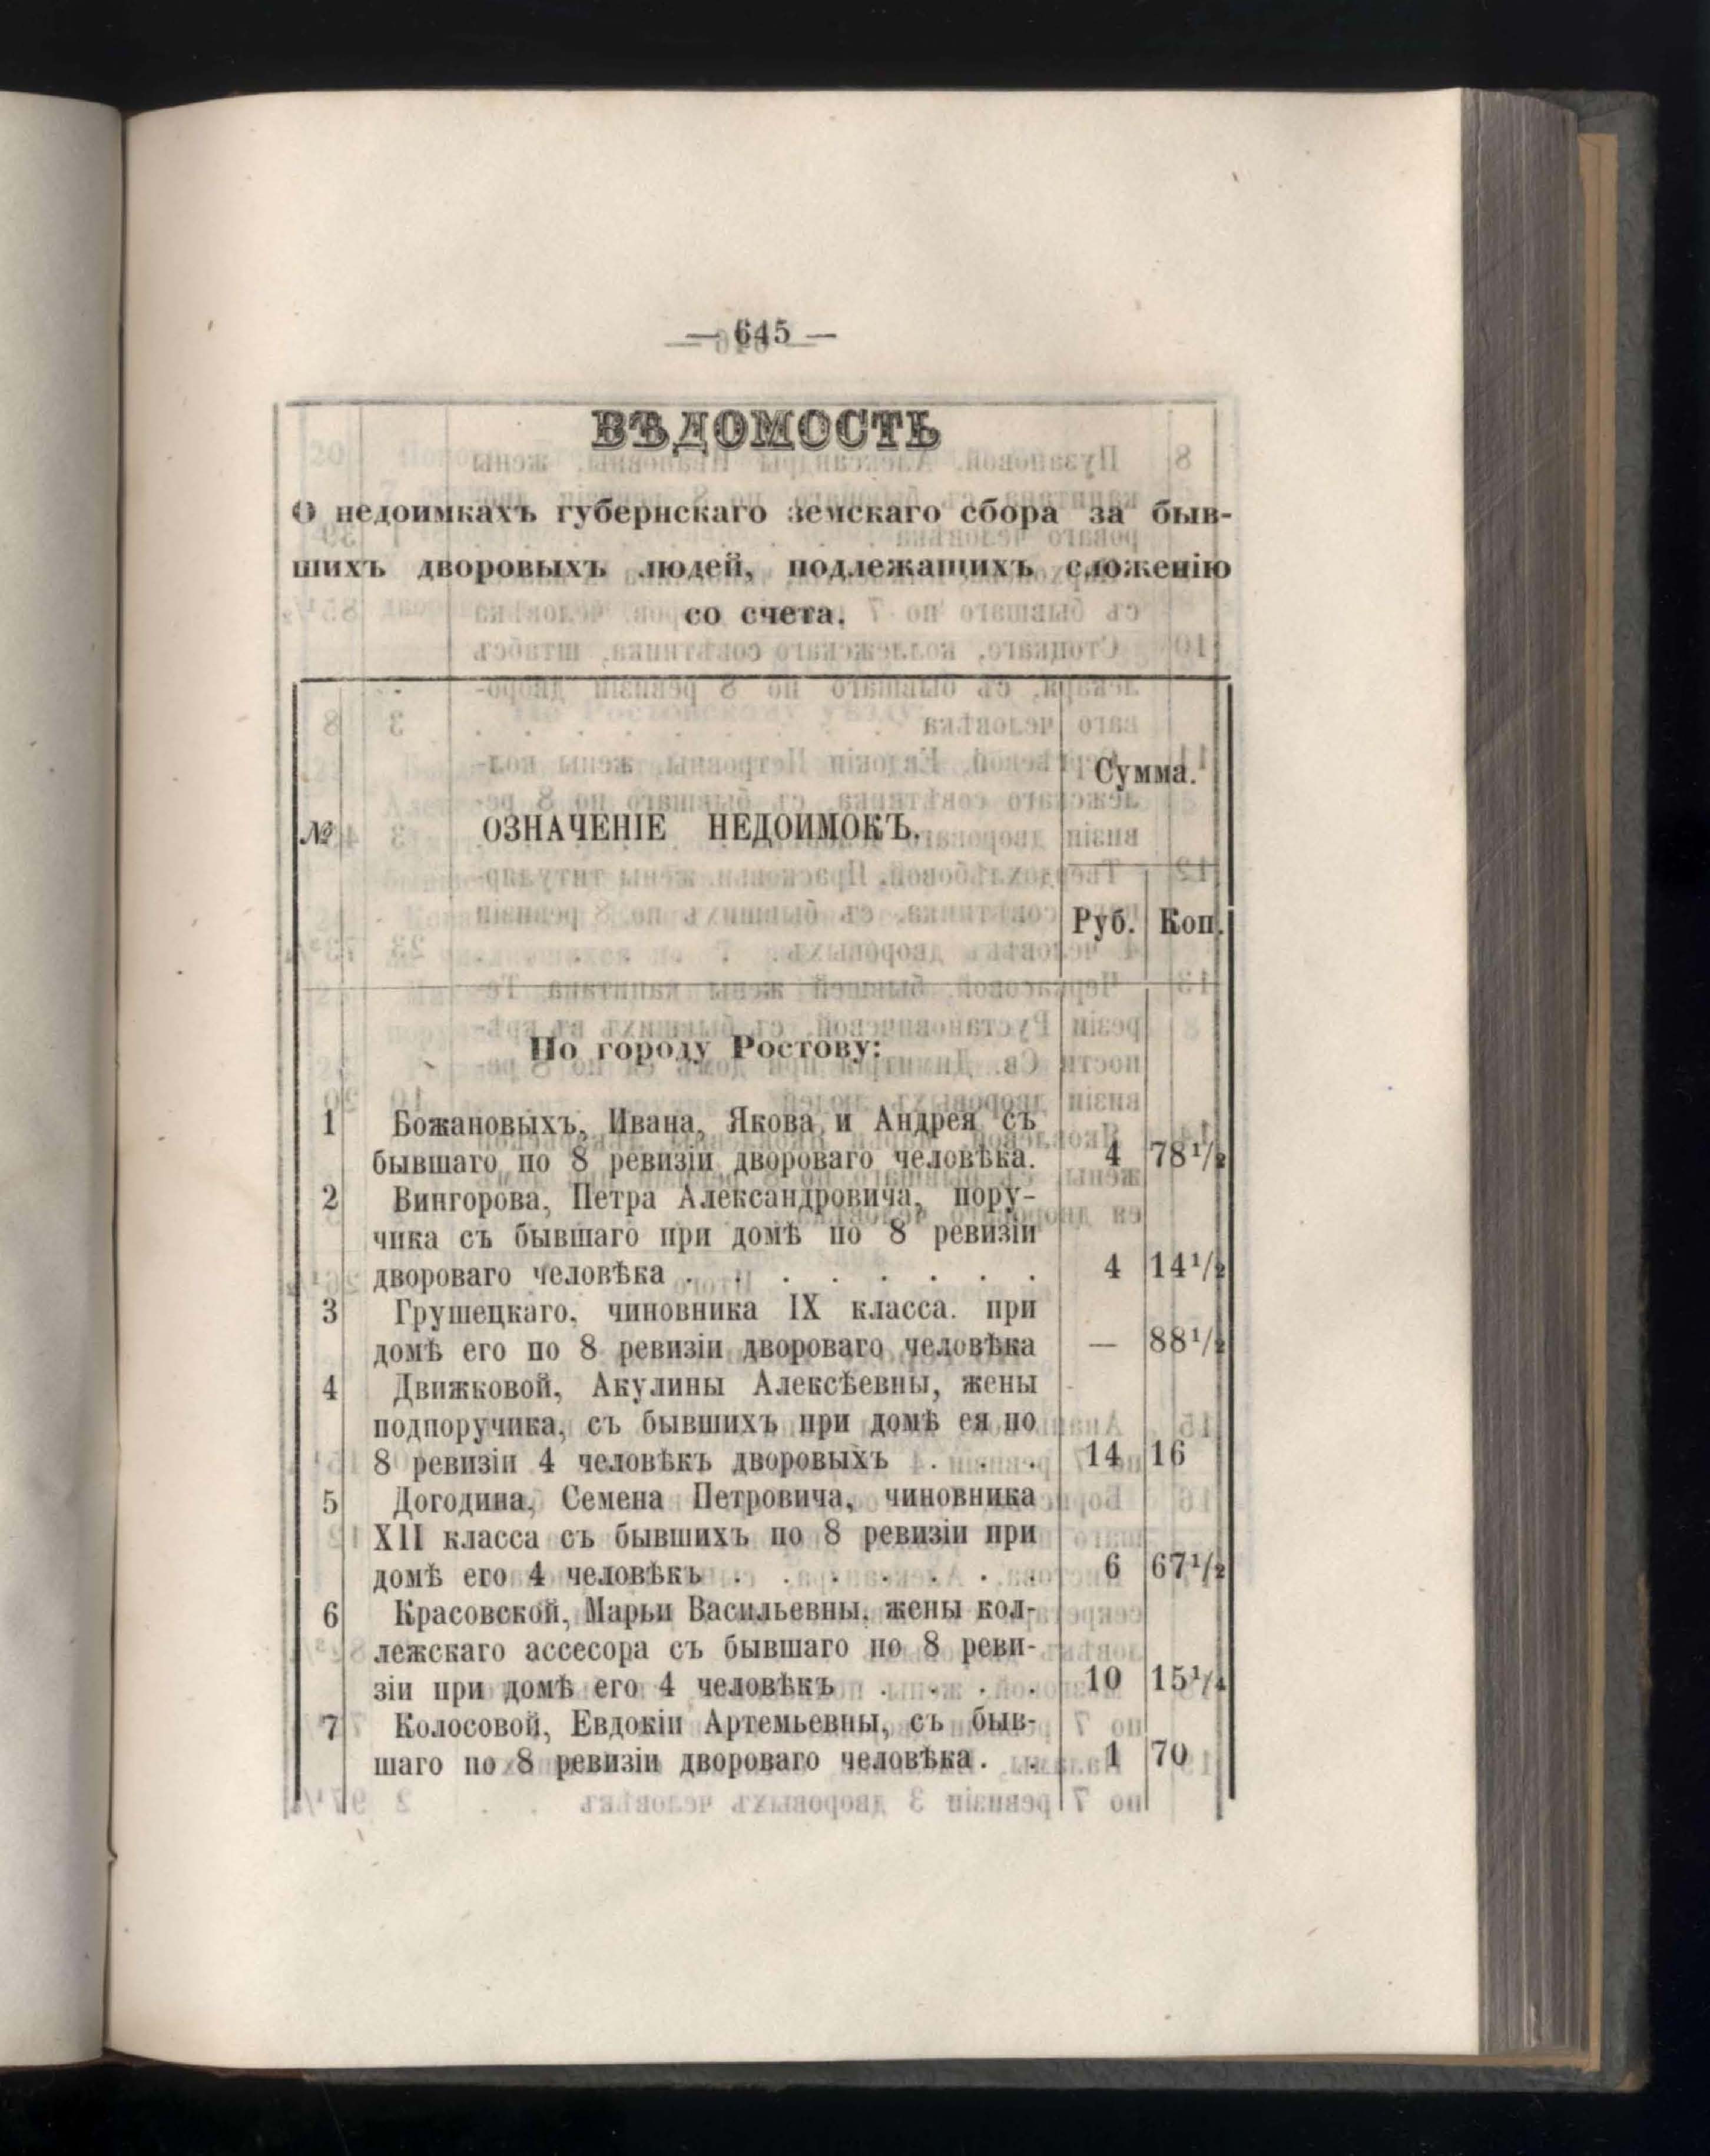 — 645 —
ВѢДОМОСТЬ
О недоимкахъ губернскаго земскаго сбора за быв-
шихъ дворовыхъ людей, подлежащихъ сложенію
со счета.
Сумма.
№ ОЗНАЧЕНІЕ НЕДОИМОКЪ.
Руб. Коп.
По городу Ростову:
1 Божановыхъ, Ивана, Якова и Андрея съ
бывшаго по 8 ревизіи двороваго человѣка. 4 78½
2 Вингорова, Петра Александровича, пору-
чика съ бывшаго при домѣ по 8 ревизіи
двороваго человѣка . . . . . . . . 4 14½
3 Грушецкаго, чиновника IX класса. при
домѣ его по 8 ревизіи двороваго человѣка — 88½
4 Движковой, Акулины Алексѣевны, жены
подпоручика, съ бывшихъ при домѣ ея по
8 ревизіи 4 человѣкъ дворовыхъ . . . 14 16
5 Догодина, Семена Петровича, чиновника
XII класса съ бывшихъ по 8 ревизіи при
домѣ его 4 человѣкъ . . . . . . . 6 67½
6 Красовской, Марьи Васильевны, жены кол-
лежскаго ассесора съ бывшаго по 8 реви-
зіи при домѣ его 4 человѣкъ . . . . 10 15¼
7 Колосовой, Евдокіи Артемьевны, съ быв-
шаго по 8 ревизіи двороваго человѣка. . 1 70